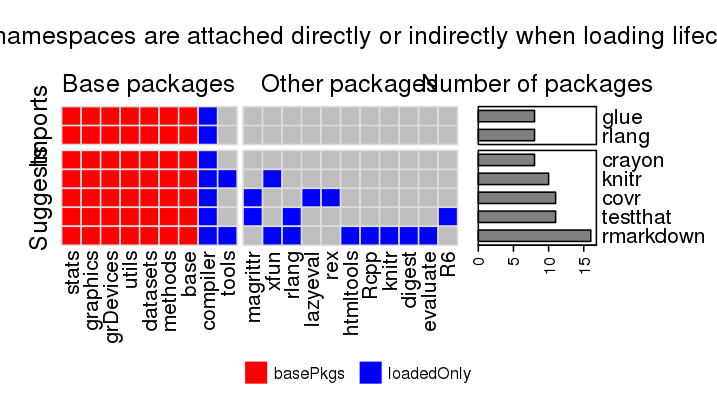 namespaces are attached directly or indirectly when loading lifec
Base packages
Other packages
Number of packages
Imports
Suggests
glue
rlang
crayon
knitr
covr
testthat
rmarkdown
stats
graphics
grDevices
utils
datasets
methods
base
compiler
tools
magrittr
xfun
rlang
lazyeval
rex
htmltools
Rcpp
knitr
digest
evaluate
R6
0
5
10
15
basePkgs
loadedOnly